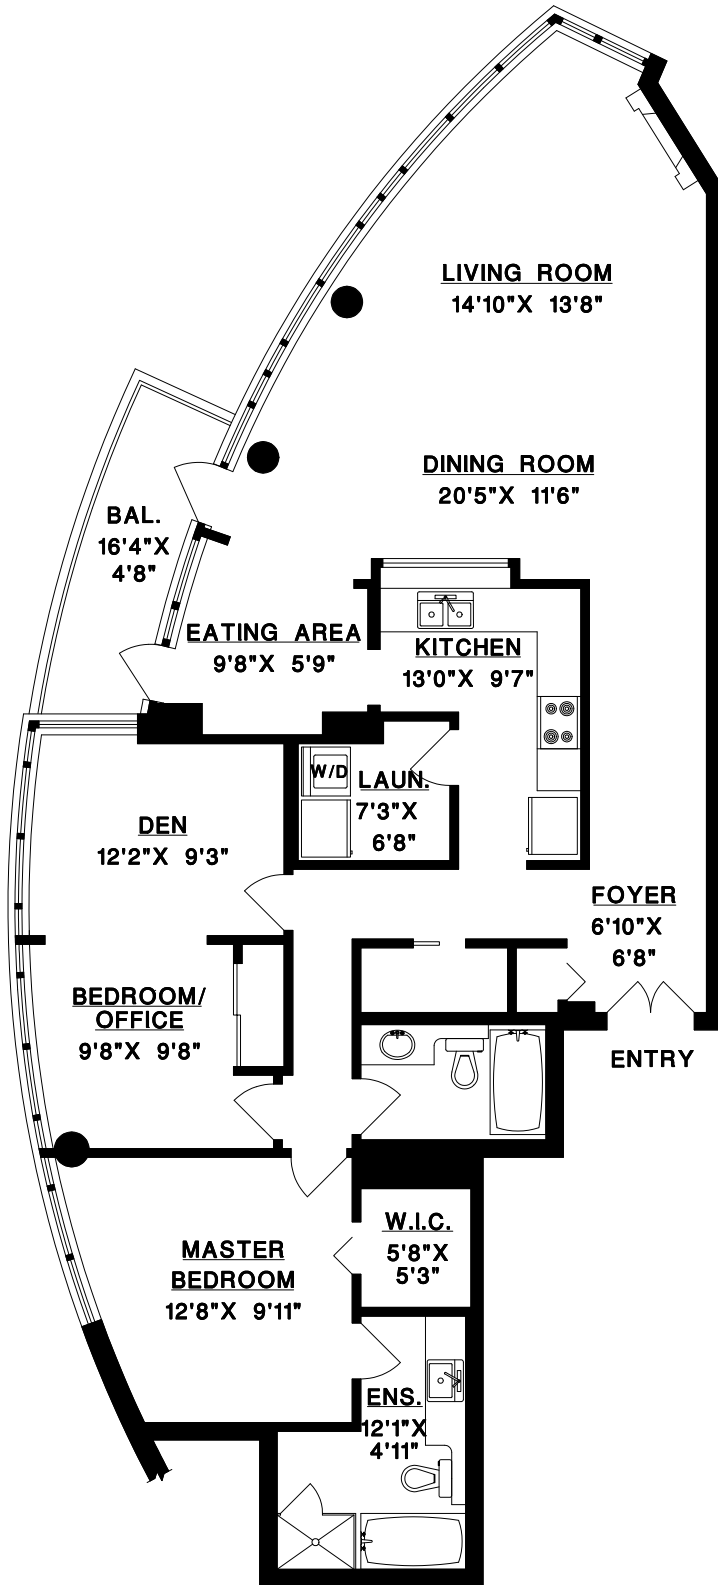 LIVING ROOM
14'10"X 13'8"
DINING ROOM
20'5"X 11'6"
BAL.
16'4"X
4'8"
EATING AREA
9'8"X 5'9"
KITCHEN
13'0"X 9'7"
W/D
LAUN.
7'3"X
6'8"
DEN
12'2"X 9'3"
FOYER
6'10"X
6'8"
BEDROOM/
OFFICE
9'8"X 9'8"
ENTRY
W.I.C.
5'8"X
5'3"
MASTER
BEDROOM
12'8"X 9'11"
ENS.
12'1"X
4'11"